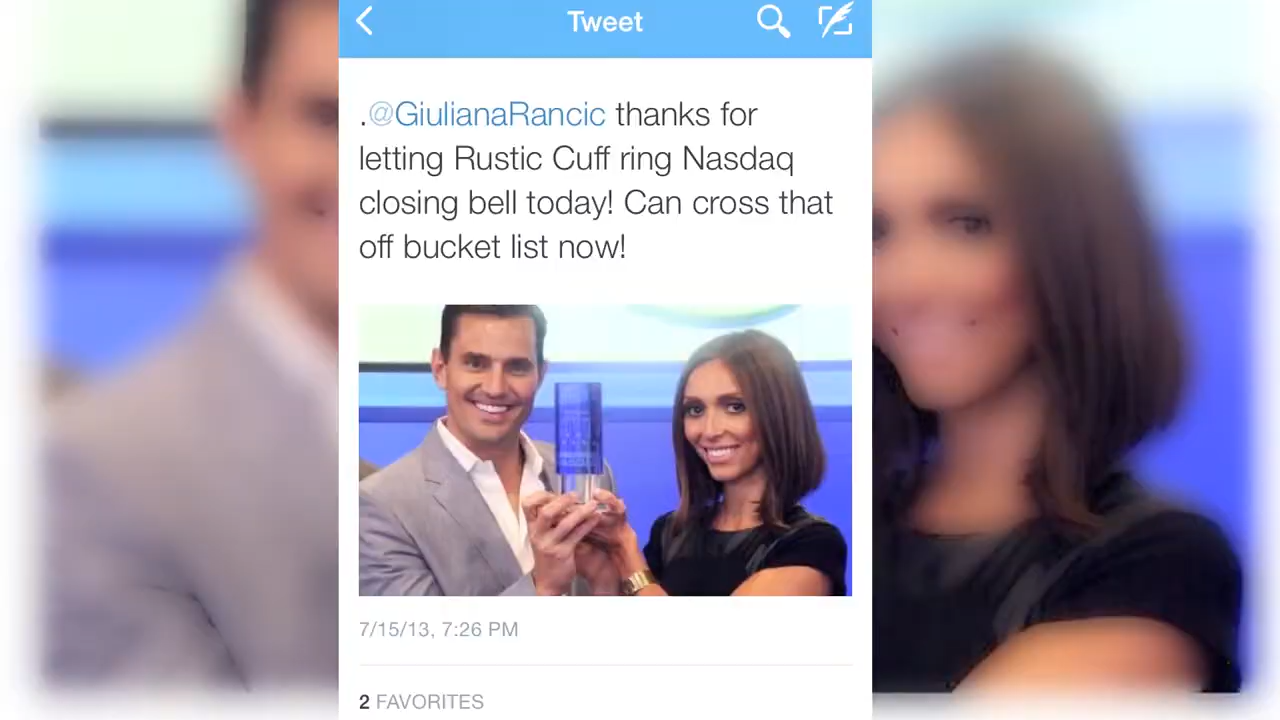 Tweet
.@GiulianaRancic thanks for
letting Rustic Cuff ring Nasdaq
closing bell today! Can cross that
off bucket list now!
7/15/13, 7:26 PM
2 FAVORITES